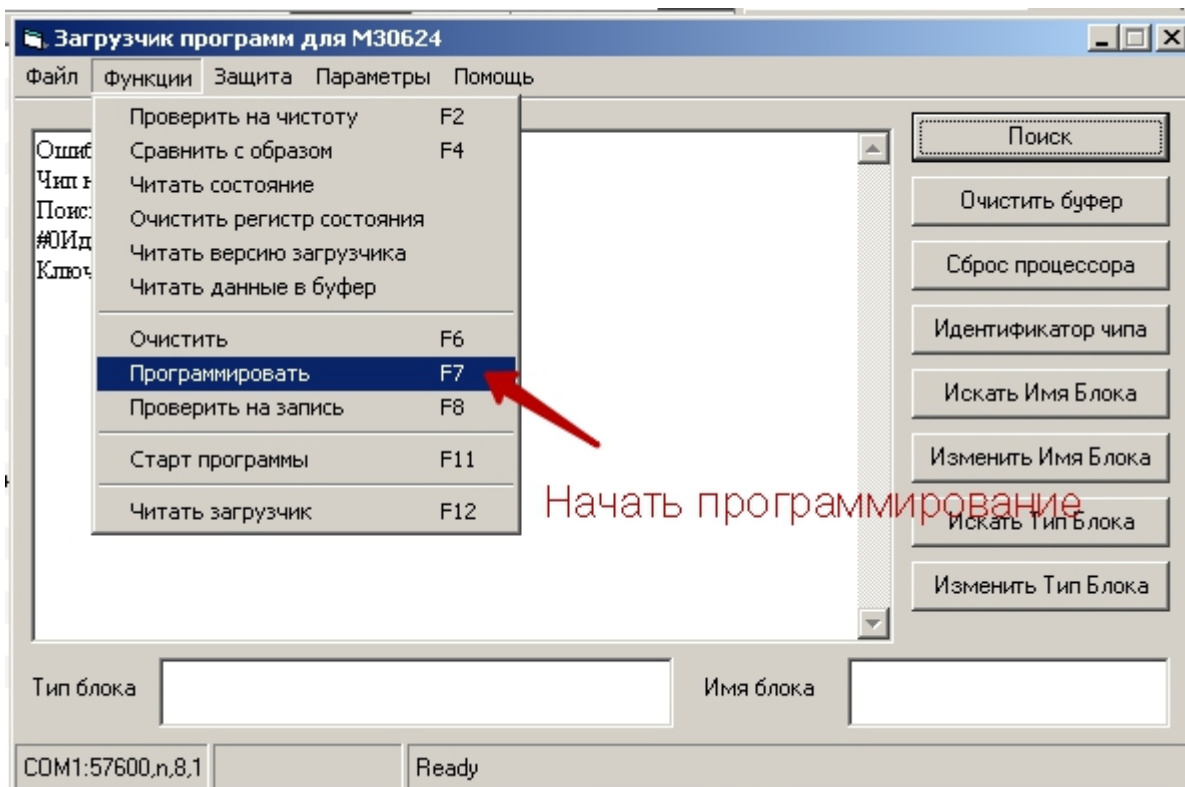 Загрузчик программ для M30624
Файл Функции Защита Параметры Помощь
Проверить на чистоту F2
Сравнить с образом F4
Читать состояние
Очистить регистр состояния
Читать версию загрузчика
Читать данные в буфер
Очистить F6
Программировать F7
Проверить на запись F8
Старт программы F11
Читать загрузчик F12
Чип
#0Ид
Ключ
Начать программирование
Поиск
Очистить буфер
Сброс процессора
Идентификатор чипа
Искать Имя Блока
Изменить Имя Блока
Искать Тип Блока
Изменить Тип Блока
Тип блока
Имя блока
COM1:57600,n,8,1
Ready